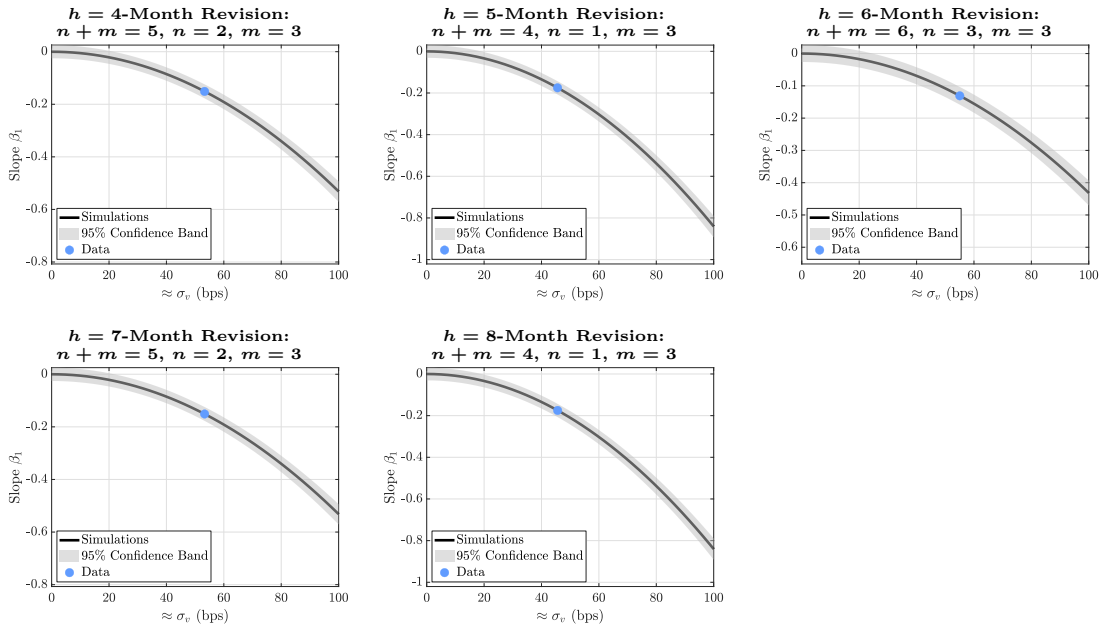 h = 4-Month Revision:
n + m = 5, n = 2, m = 3
0
-0.2
-0.4
-0.6
-0.8
Slope β₁
Simulations
95% Confidence Band
Data
0 20 40 60 80 100
≈ σᵥ (bps)
h = 5-Month Revision:
n + m = 4, n = 1, m = 3
0
-0.2
-0.4
-0.6
-0.8
-1
Slope β₁
Simulations
95% Confidence Band
Data
0 20 40 60 80 100
≈ σᵥ (bps)
h = 6-Month Revision:
n + m = 6, n = 3, m = 3
0
-0.1
-0.2
-0.3
-0.4
-0.5
-0.6
Slope β₁
Simulations
95% Confidence Band
Data
0 20 40 60 80 100
≈ σᵥ (bps)
h = 7-Month Revision:
n + m = 5, n = 2, m = 3
0
-0.2
-0.4
-0.6
-0.8
Slope β₁
Simulations
95% Confidence Band
Data
0 20 40 60 80 100
≈ σᵥ (bps)
h = 8-Month Revision:
n + m = 4, n = 1, m = 3
0
-0.2
-0.4
-0.6
-0.8
-1
Slope β₁
Simulations
95% Confidence Band
Data
0 20 40 60 80 100
≈ σᵥ (bps)